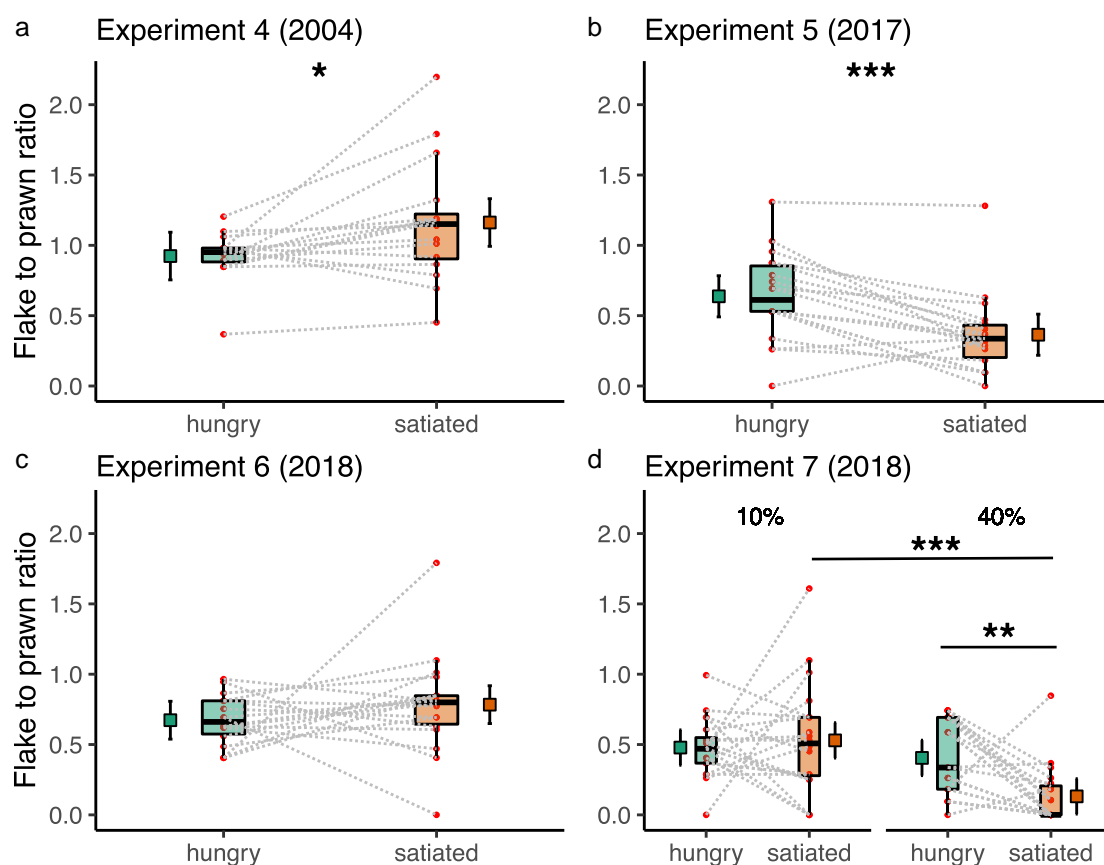 a
Experiment 4 (2004)
*
Flake to prawn ratio
2.0
1.5
1.0
0.5
0.0
hungry
satiated
b
Experiment 5 (2017)
***
2.0
1.5
1.0
0.5
0.0
hungry
satiated
c
Experiment 6 (2018)
Flake to prawn ratio
2.0
1.5
1.0
0.5
0.0
hungry
satiated
d
Experiment 7 (2018)
10%
40%
***
**
2.0
1.5
1.0
0.5
0.0
hungry
satiated
hungry
satiated